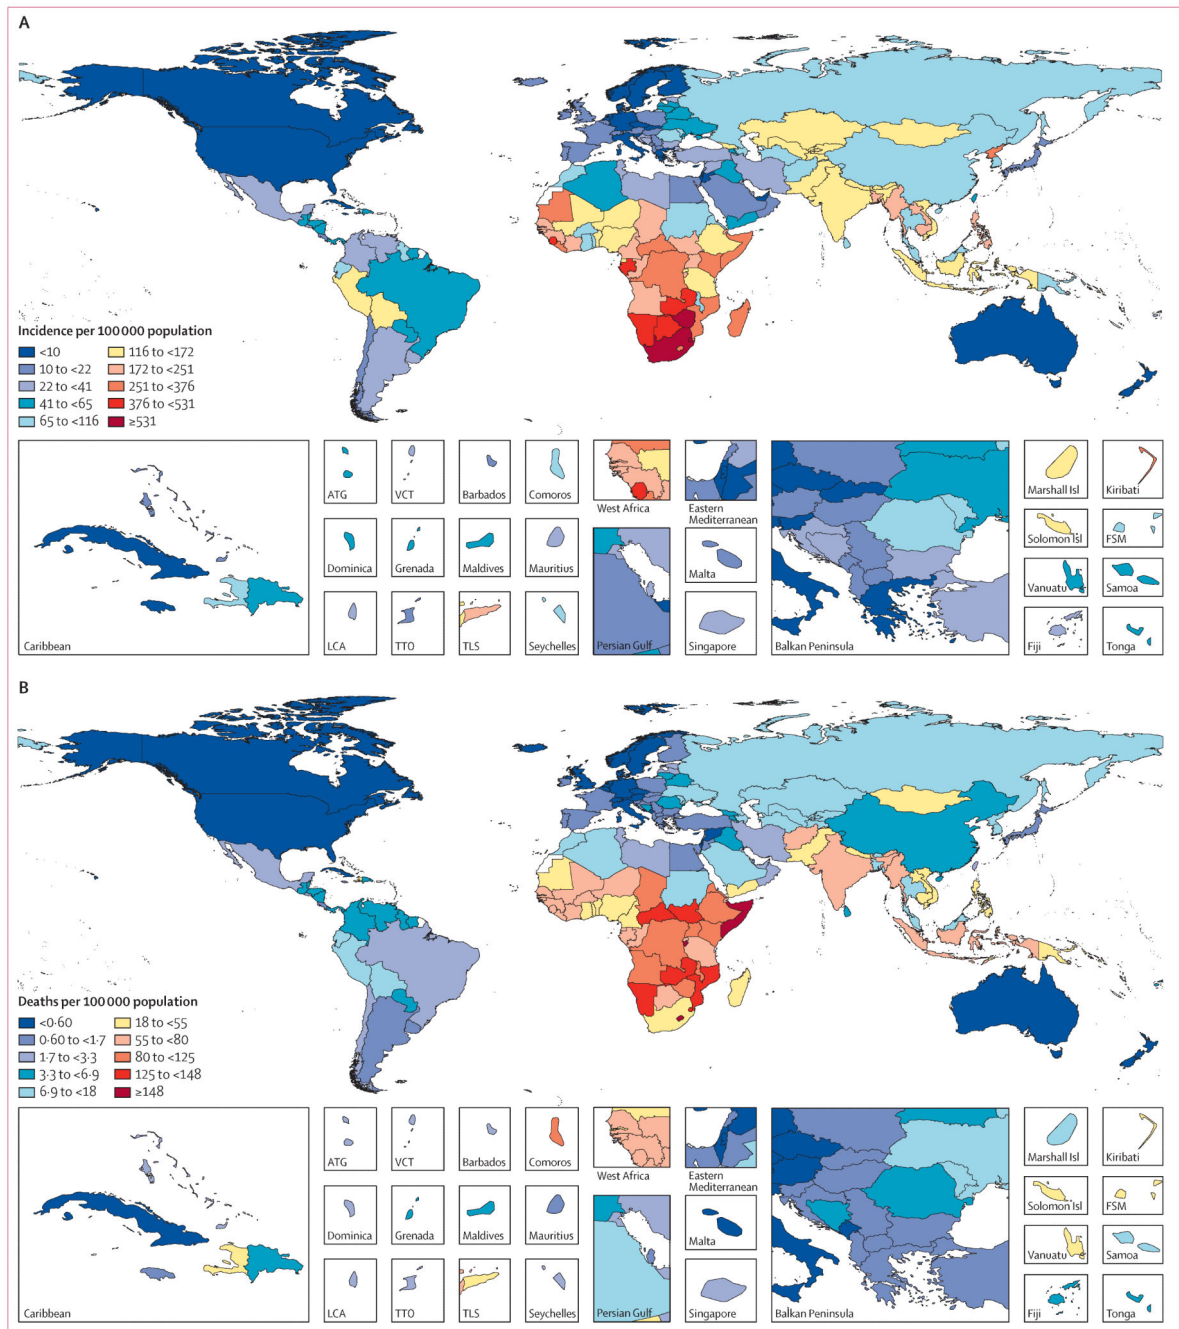 A
Incidence per 100 000 population
<10
10 to <22
22 to <41
41 to <65
65 to <116
116 to <172
172 to <251
251 to <376
376 to <531
≥531
Caribbean
ATG
VCT
Barbados
Comoros
Dominica
Grenada
Maldives
Mauritius
LCA
TTO
TLS
Seychelles
West Africa
Eastern
Mediterranean
Persian Gulf
Malta
Singapore
Balkan Peninsula
Marshall Isl
Kiribati
Solomon Isl
FSM
Vanuatu
Samoa
Fiji
Tonga
B
Deaths per 100 000 population
<0·60
0·60 to <1·7
1·7 to <3·3
3·3 to <6·9
6·9 to <18
18 to <55
55 to <80
80 to <125
125 to <148
≥148
Caribbean
ATG
VCT
Barbados
Comoros
Dominica
Grenada
Maldives
Mauritius
LCA
TTO
TLS
Seychelles
West Africa
Eastern
Mediterranean
Persian Gulf
Malta
Singapore
Balkan Peninsula
Marshall Isl
Kiribati
Solomon Isl
FSM
Vanuatu
Samoa
Fiji
Tonga